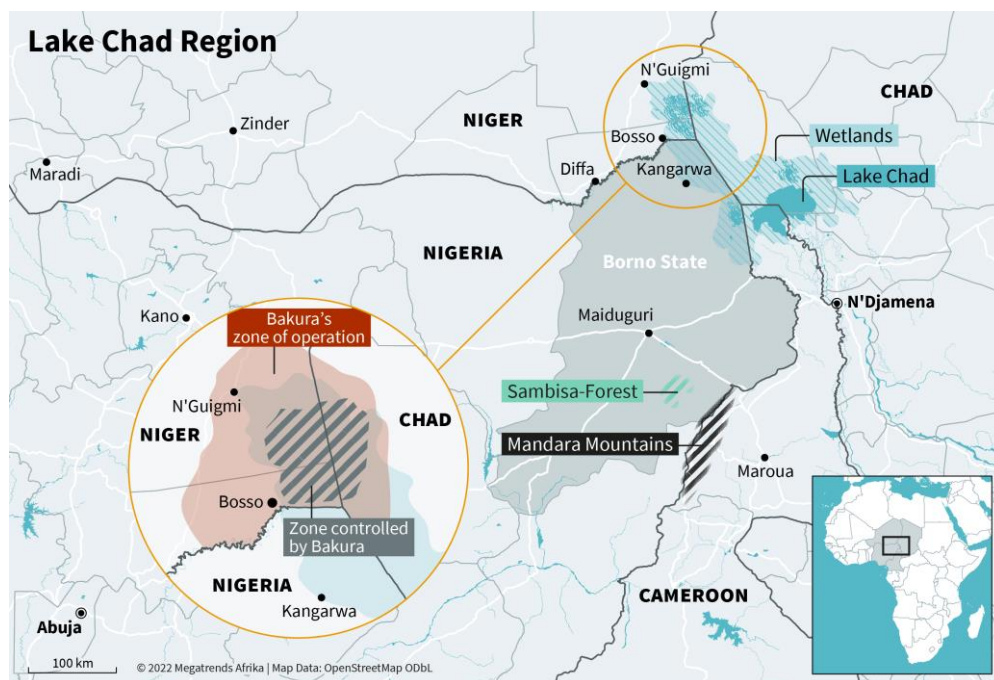 Lake Chad Region
N'Guigmi
CHAD
Zinder
NIGER
Bosso
Wetlands
Maradi
Diffa
Kangarwa
Lake Chad
NIGERIA
Borno State
N'Djamena
Kano
Bakura's
zone of operation
Maiduguri
N'Guigmi
Sambisa-Forest
CHAD
NIGER
Mandara Mountains
Maroua
Bosso
Zone controlled
by Bakura
NIGERIA
Kangarwa
CAMEROON
Abuja
100 km
© 2022 Megatrends Afrika | Map Data: OpenStreetMap ODbL